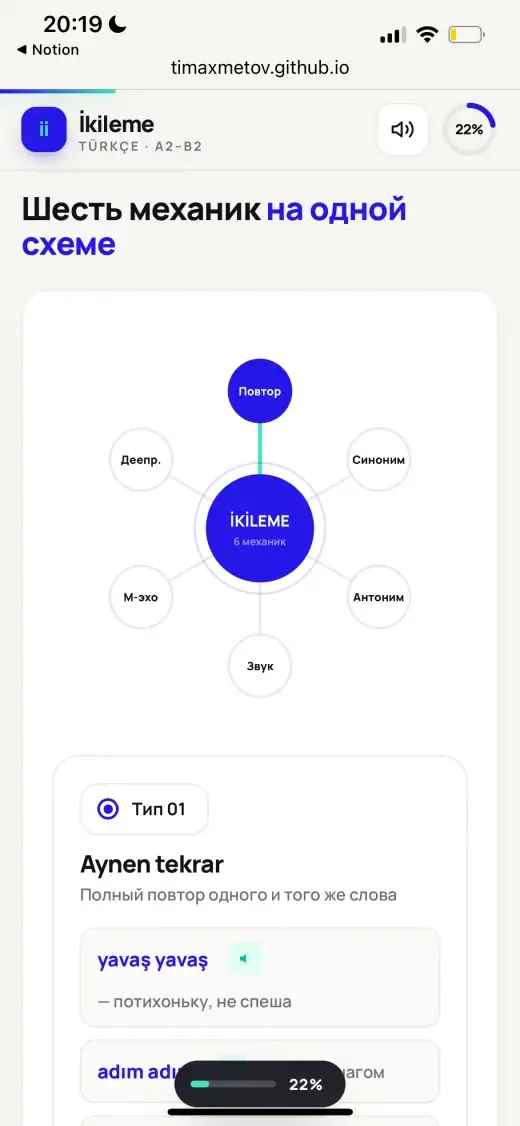 20:19
◀ Notion
timaxmetov.github.io
ii
İkileme
TÜRKÇE · A2–B2
22%
Шесть механик на одной
схеме
Повтор
Деепр.
Синоним
İKİLEME
6 механик
М-эхо
Антоним
Звук
Тип 01
Aynen tekrar
Полный повтор одного и того же слова
yavaş yavaş
— потихоньку, не спеша
adım adı
агом
22%